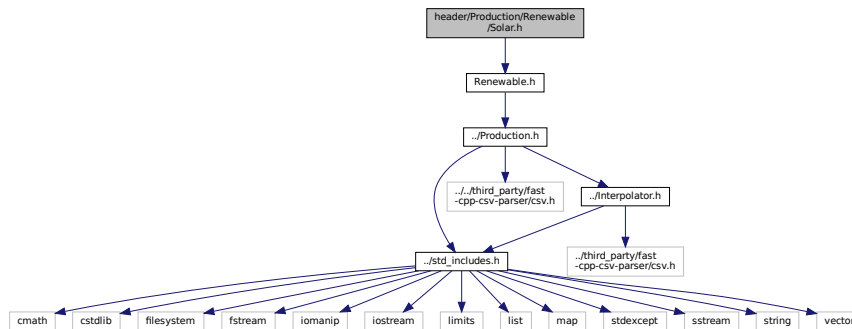 header/Production/Renewable
/Solar.h
Renewable.h
../Production.h
../../third_party/fast
-cpp-csv-parser/csv.h
../Interpolator.h
../third_party/fast
-cpp-csv-parser/csv.h
../std_includes.h
cmath
cstdlib
filesystem
fstream
iomanip
iostream
limits
list
map
stdexcept
sstream
string
vector